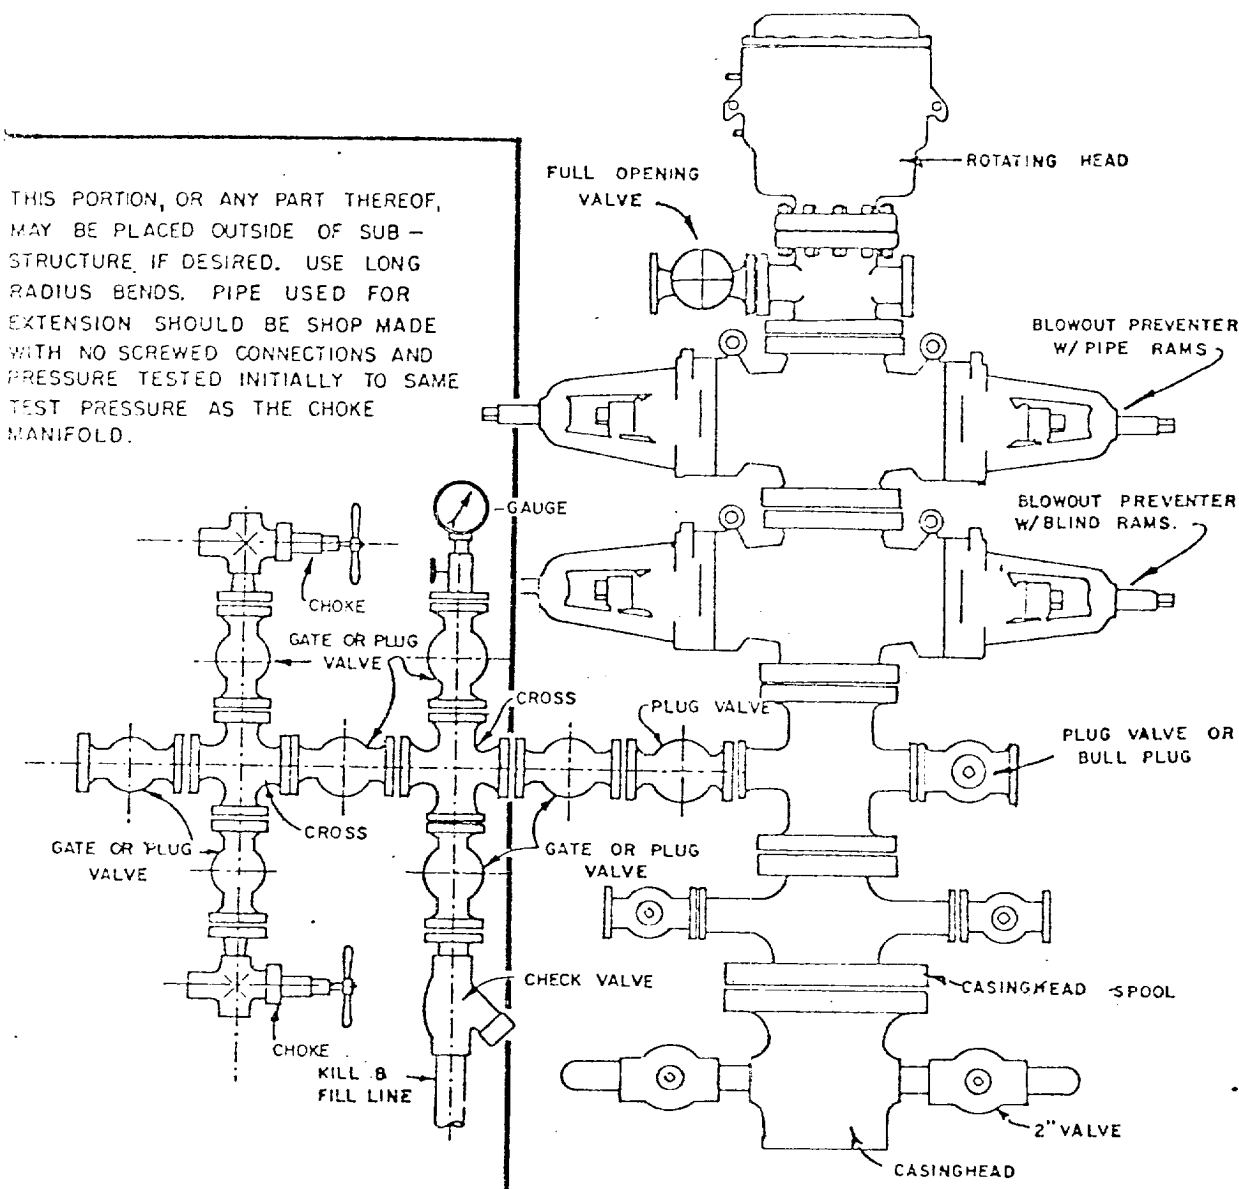 THIS PORTION, OR ANY PART THEREOF,
MAY BE PLACED OUTSIDE OF SUB -
STRUCTURE IF DESIRED. USE LONG
RADIUS BENDS. PIPE USED FOR
EXTENSION SHOULD BE SHOP MADE
WITH NO SCREWED CONNECTIONS AND
PRESSURE TESTED INITIALLY TO SAME
TEST PRESSURE AS THE CHOKE
MANIFOLD.
ROTATING HEAD
FULL OPENING
VALVE
BLOWOUT PREVENTER
W/ PIPE RAMS
BLOWOUT PREVENTER
W/BLIND RAMS.
GAUGE
CHOKE
GATE OR PLUG
VALVE
CROSS
PLUG VALVE
PLUG VALVE OR
BULL PLUG
CROSS
GATE OR PLUG
VALVE
GATE OR PLUG
VALVE
CHECK VALVE
CASINGHEAD SPOOL
CHOKE
KILL &
FILL LINE
2" VALVE
CASINGHEAD